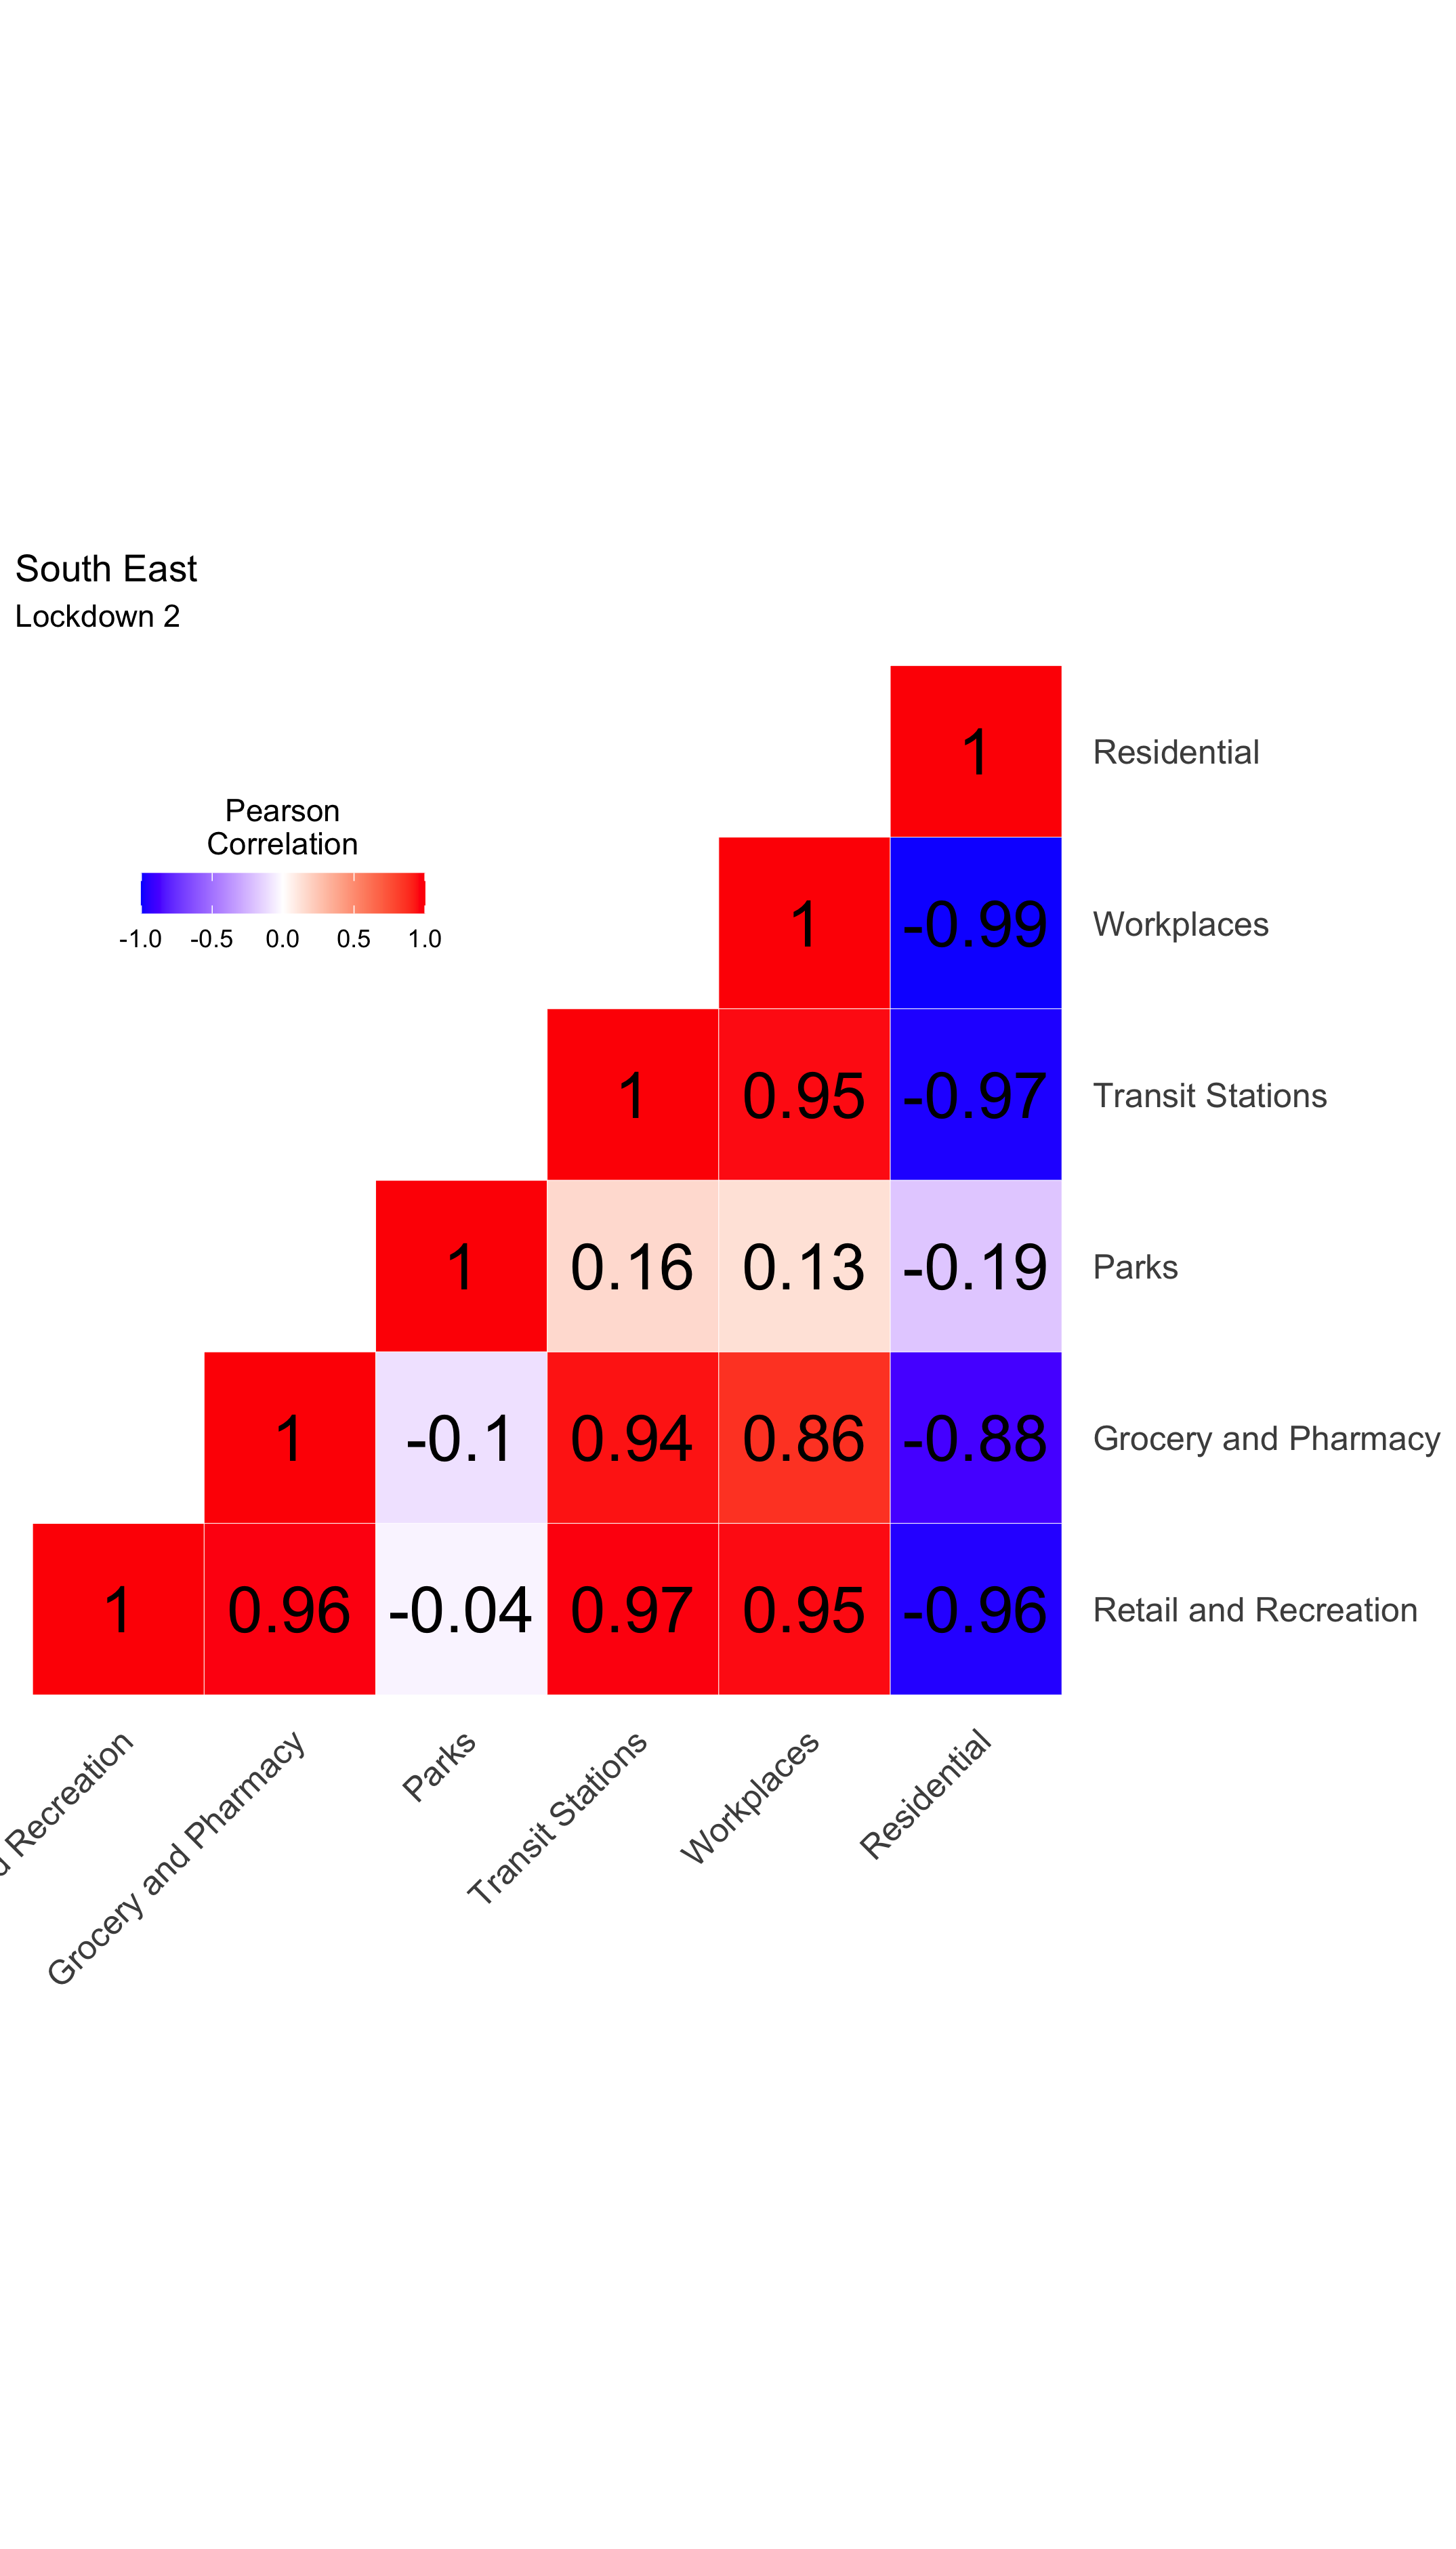 South East
Lockdown 2
Pearson
Correlation
-1.0 -0.5 0.0 0.5 1.0
1 Residential
1 -0.99 Workplaces
1 0.95 -0.97 Transit Stations
1 0.16 0.13 -0.19 Parks
1 -0.1 0.94 0.86 -0.88 Grocery and Pharmacy
1 0.96 -0.04 0.97 0.95 -0.96 Retail and Recreation
Recreation
Grocery and Pharmacy
Parks
Transit Stations
Workplaces
Residential